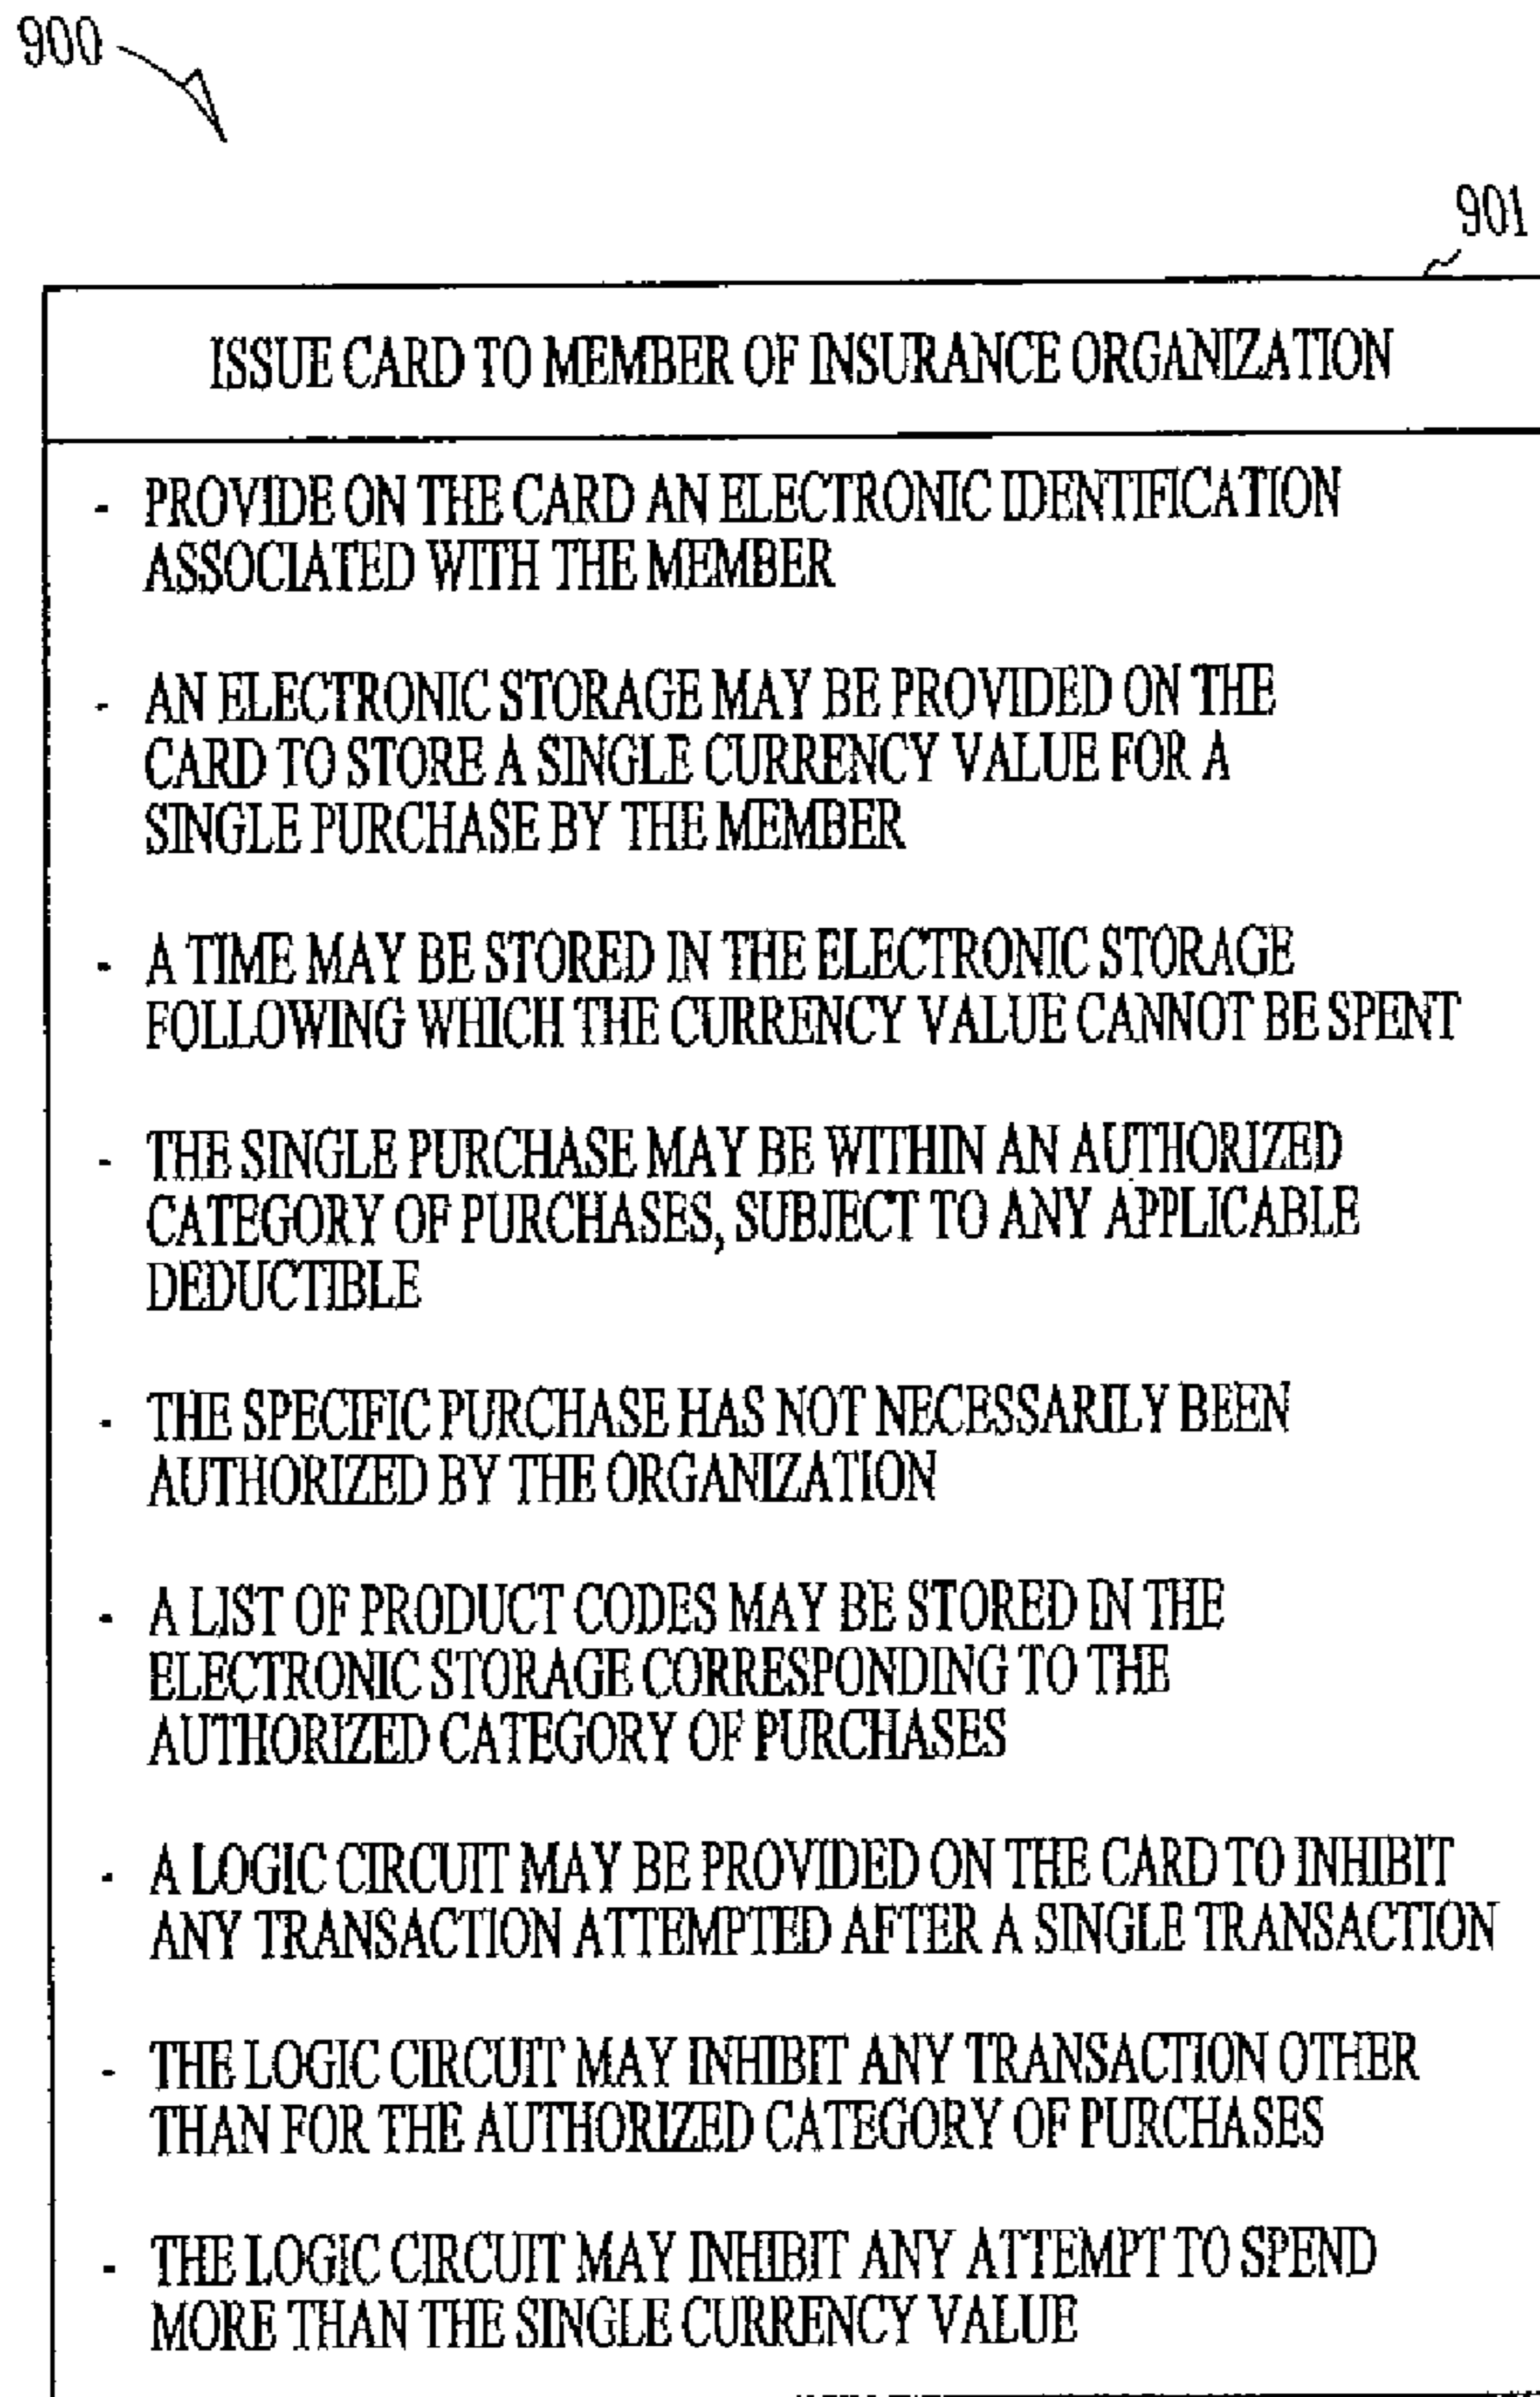 900
901
ISSUE CARD TO MEMBER OF INSURANCE ORGANIZATION
- PROVIDE ON THE CARD AN ELECTRONIC IDENTIFICATION
ASSOCIATED WITH THE MEMBER
- AN ELECTRONIC STORAGE MAY BE PROVIDED ON THE
CARD TO STORE A SINGLE CURRENCY VALUE FOR A
SINGLE PURCHASE BY THE MEMBER
- A TIME MAY BE STORED IN THE ELECTRONIC STORAGE
FOLLOWING WHICH THE CURRENCY VALUE CANNOT BE SPENT
- THE SINGLE PURCHASE MAY BE WITHIN AN AUTHORIZED
CATEGORY OF PURCHASES, SUBJECT TO ANY APPLICABLE
DEDUCTIBLE
- THE SPECIFIC PURCHASE HAS NOT NECESSARILY BEEN
AUTHORIZED BY THE ORGANIZATION
- A LIST OF PRODUCT CODES MAY BE STORED IN THE
ELECTRONIC STORAGE CORRESPONDING TO THE
AUTHORIZED CATEGORY OF PURCHASES
- A LOGIC CIRCUIT MAY BE PROVIDED ON THE CARD TO INHIBIT
ANY TRANSACTION ATTEMPTED AFTER A SINGLE TRANSACTION
- THE LOGIC CIRCUIT MAY INHIBIT ANY TRANSACTION OTHER
THAN FOR THE AUTHORIZED CATEGORY OF PURCHASES
- THE LOGIC CIRCUIT MAY INHIBIT ANY ATTEMPT TO SPEND
MORE THAN THE SINGLE CURRENCY VALUE